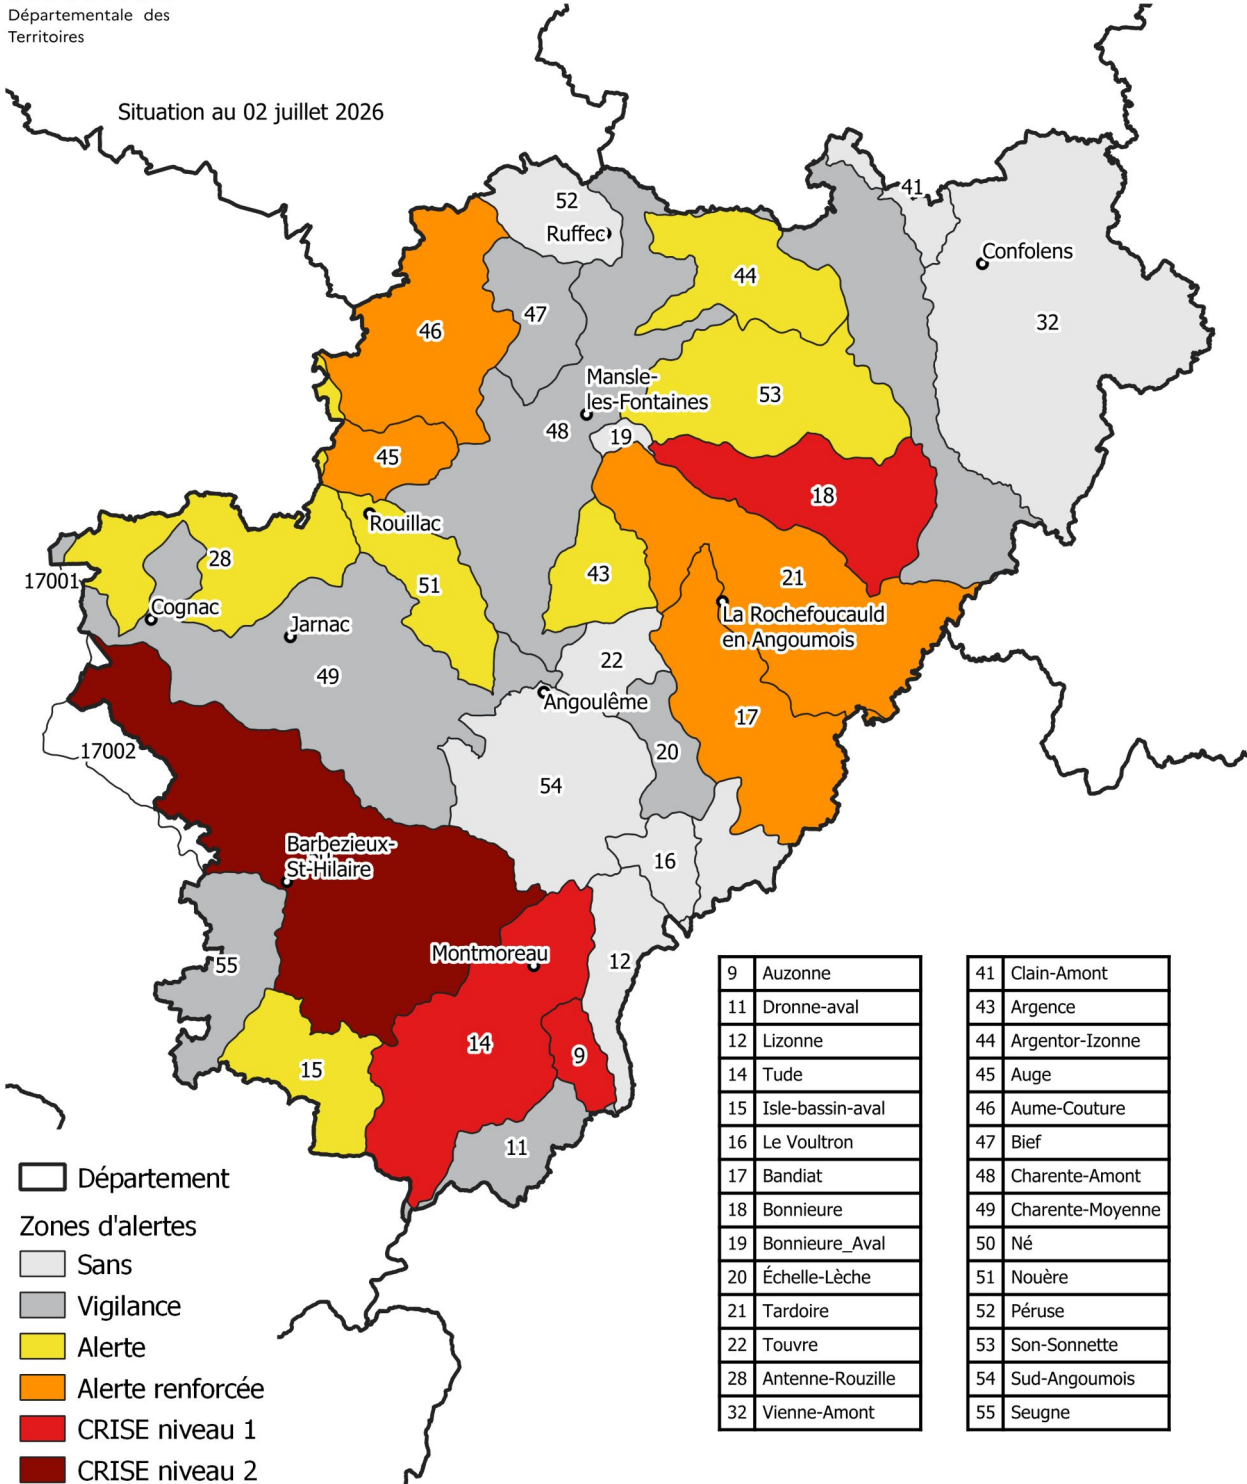 Départementale des
Territoires
Situation au 02 juillet 2026
52
41
Ruffec
Confolens
44
47
32
46
Mansle-
les-Fontaines
53
48
19
45
18
Rouillac
28
43
21
17001
51
Cognac
La Rochefoucauld
en Angoumois
Jarnac
22
49
Angoulême
17
17002
20
54
Barbezieux-
St-Hilaire
16
Montmoreau
12
55
14
9
15
11
9 Auzonne
11 Dronne-aval
12 Lizonne
14 Tude
15 Isle-bassin-aval
16 Le Voultron
17 Bandiat
18 Bonnieure
19 Bonnieure_Aval
20 Échelle-Lèche
21 Tardoire
22 Touvre
28 Antenne-Rouzille
32 Vienne-Amont
41 Clain-Amont
43 Argence
44 Argentor-Izonne
45 Auge
46 Aume-Couture
47 Bief
48 Charente-Amont
49 Charente-Moyenne
50 Né
51 Nouère
52 Péruse
53 Son-Sonnette
54 Sud-Angoumois
55 Seugne
Département
Zones d'alertes
Sans
Vigilance
Alerte
Alerte renforcée
CRISE niveau 1
CRISE niveau 2